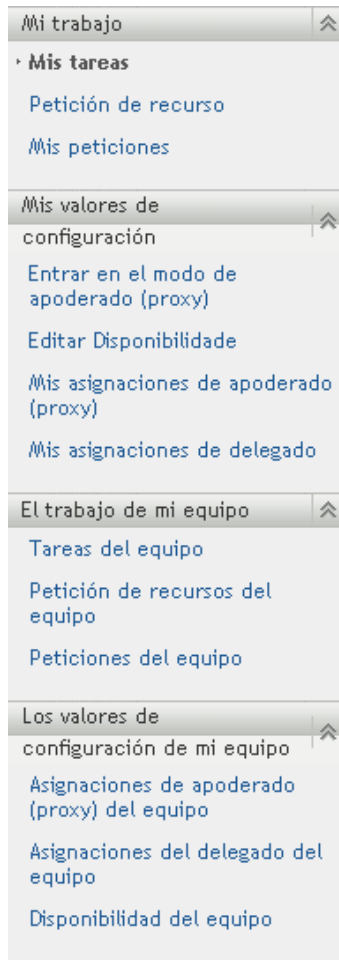 Mi trabajo
Mis tareas
Petición de recurso
Mis peticiones
Mis valores de
configuración
Entrar en el modo de
apoderado (proxy)
Editar Disponibilidade
Mis asignaciones de apoderado
(proxy)
Mis asignaciones de delegado
El trabajo de mi equipo
Tareas del equipo
Petición de recursos del
equipo
Peticiones del equipo
Los valores de
configuración de mi equipo
Asignaciones de apoderado
(proxy) del equipo
Asignaciones del delegado del
equipo
Disponibilidad del equipo